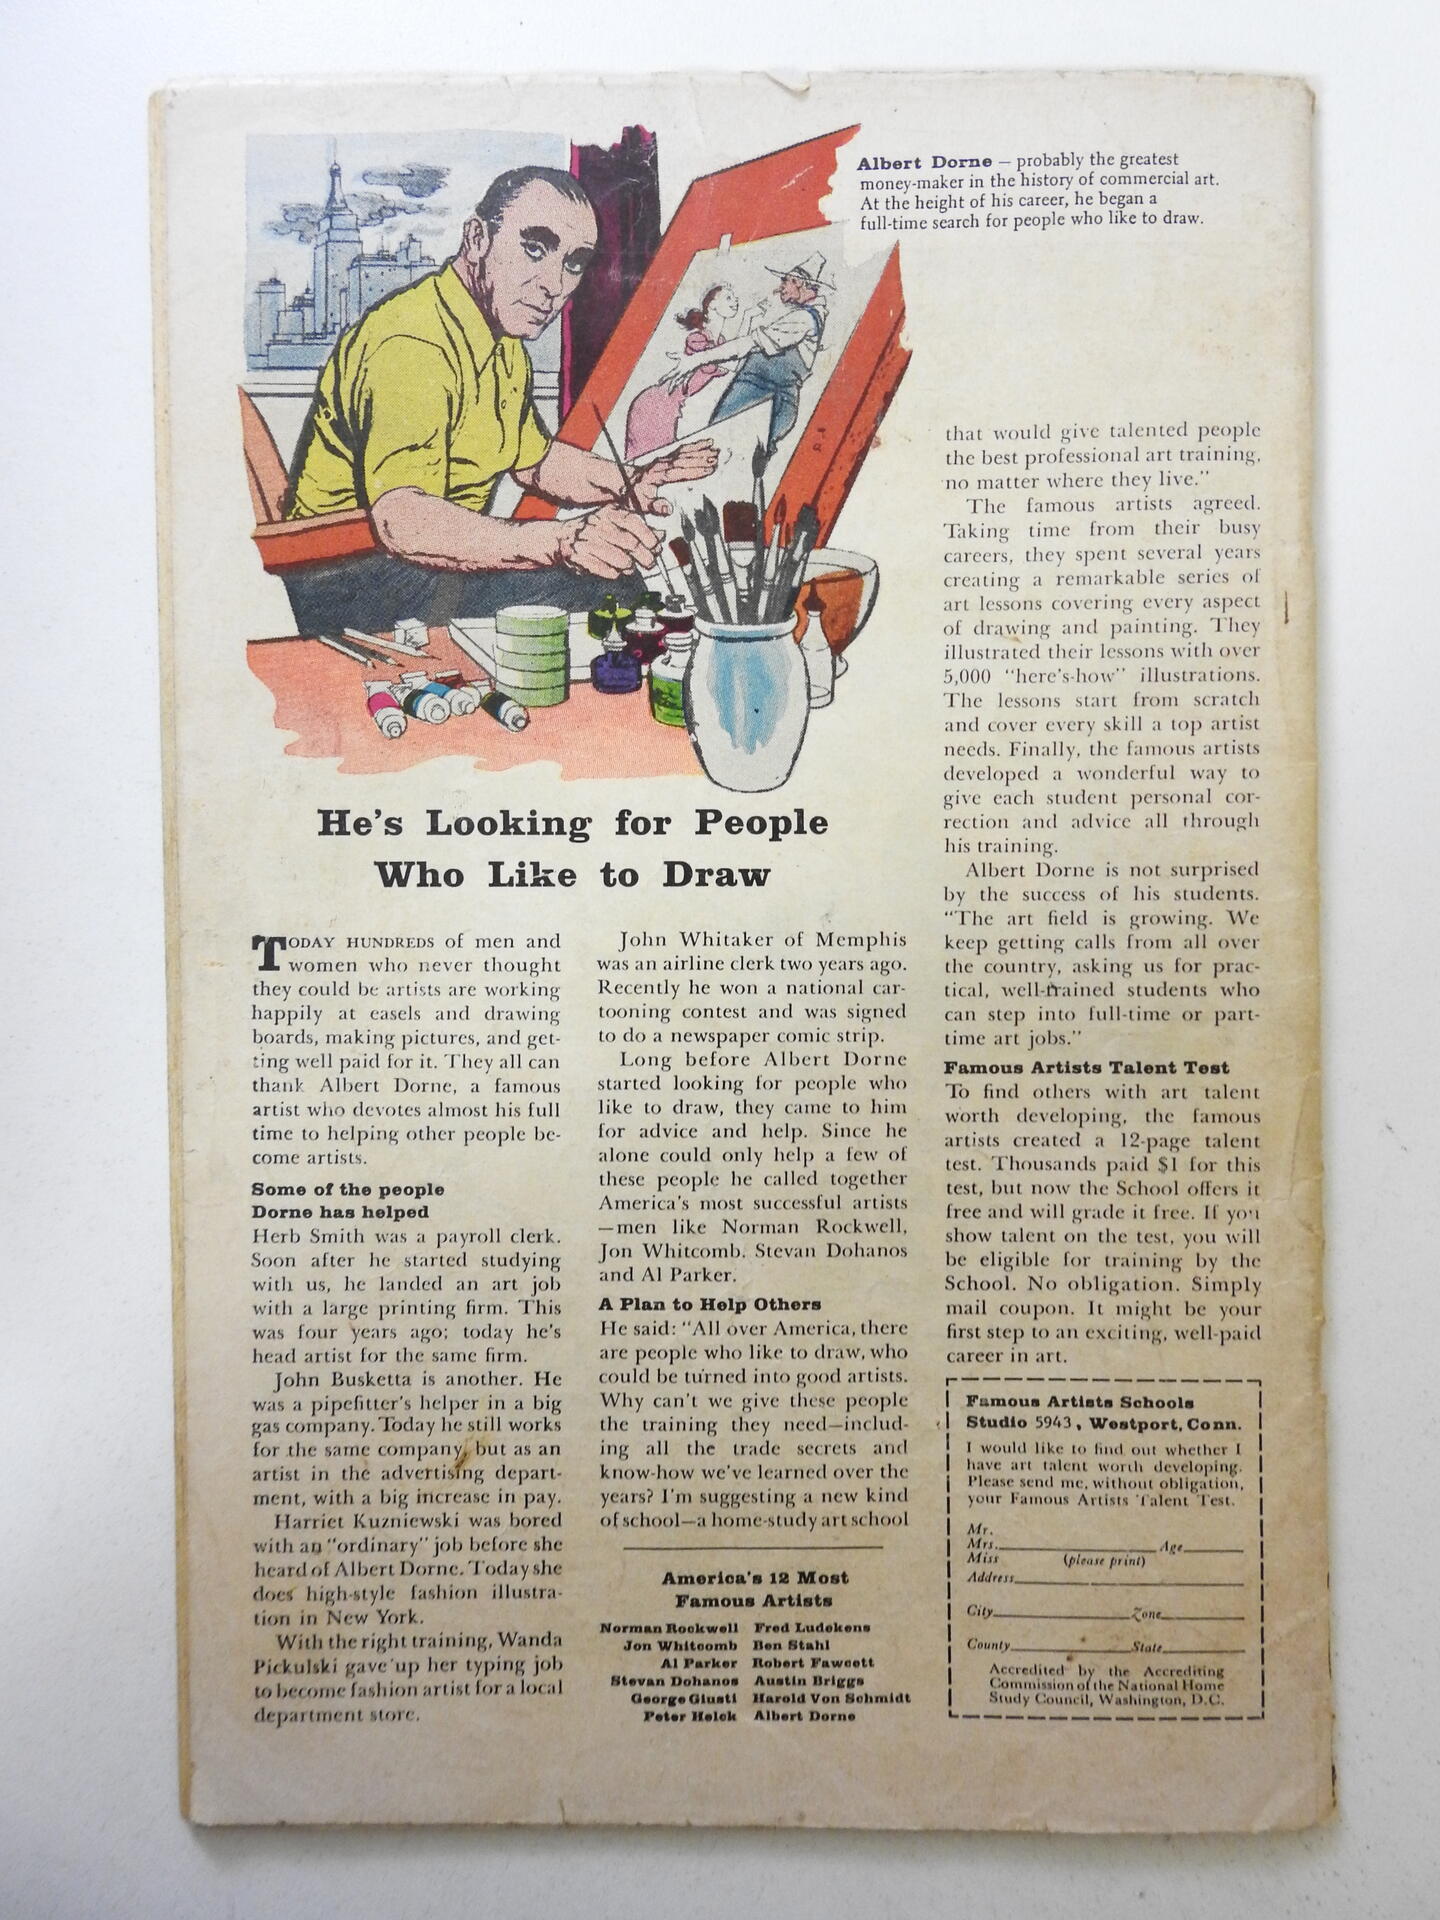 Albert Dorne — probably the greatest
money-maker in the history of commercial art.
At the height of his career, he began a
full-time search for people who like to draw.
He's Looking for People
Who Like to Draw
TODAY HUNDREDS of men and
women who never thought
they could be artists are working
happily at easels and drawing
boards, making pictures, and get-
ting well paid for it. They all can
thank Albert Dorne, a famous
artist who devotes almost his full
time to helping other people be-
come artists.
Some of the people
Dorne has helped
Herb Smith was a payroll clerk.
Soon after he started studying
with us, he landed an art job
with a large printing firm. This
was four years ago; today he's
head artist for the same firm.
John Busketta is another. He
was a pipefitter's helper in a big
gas company. Today he still works
for the same company, but as an
artist in the advertising depart-
ment, with a big increase in pay.
Harriet Kuzniewski was bored
with an "ordinary" job before she
heard of Albert Dorne. Today she
does high-style fashion illustra-
tion in New York.
With the right training, Wanda
Pickulski gave up her typing job
to become fashion artist for a local
department store.
John Whitaker of Memphis
was an airline clerk two years ago.
Recently he won a national car-
tooning contest and was signed
to do a newspaper comic strip.
Long before Albert Dorne
started looking for people who
like to draw, they came to him
for advice and help. Since he
alone could only help a few of
these people he called together
America's most successful artists
—men like Norman Rockwell,
Jon Whitcomb. Stevan Dohanos
and Al Parker.
A Plan to Help Others
He said: "All over America, there
are people who like to draw, who
could be turned into good artists.
Why can't we give these people
the training they need—includ-
ing all the trade secrets and
know-how we've learned over the
years? I'm suggesting a new kind
of school—a home-study art school
America's 12 Most
Famous Artists
Norman Rockwell Fred Ludekens
Jon Whitcomb Ben Stahl
Al Parker Robert Fawcett
Stevan Dohanos Austin Briggs
George Giusti Harold Von Schmidt
Peter Helck Albert Dorne
that would give talented people
the best professional art training,
no matter where they live."
The famous artists agreed.
Taking time from their busy
careers, they spent several years
creating a remarkable series of
art lessons covering every aspect
of drawing and painting. They
illustrated their lessons with over
5,000 "here's-how" illustrations.
The lessons start from scratch
and cover every skill a top artist
needs. Finally, the famous artists
developed a wonderful way to
give each student personal cor-
rection and advice all through
his training.
Albert Dorne is not surprised
by the success of his students.
"The art field is growing. We
keep getting calls from all over
the country, asking us for prac-
tical, well-trained students who
can step into full-time or part-
time art jobs."
Famous Artists Talent Test
To find others with art talent
worth developing, the famous
artists created a 12-page talent
test. Thousands paid $1 for this
test, but now the School offers it
free and will grade it free. If you
show talent on the test, you will
be eligible for training by the
School. No obligation. Simply
mail coupon. It might be your
first step to an exciting, well-paid
career in art.
Famous Artists Schools
Studio 5943, Westport, Conn.
I would like to find out whether I
have art talent worth developing.
Please send me, without obligation,
your Famous Artists Talent Test.
Mr.
Mrs. Age
Miss (please print)
Address
City Zone
County State
Accredited by the Accrediting
Commission of the National Home
Study Council, Washington, D.C.